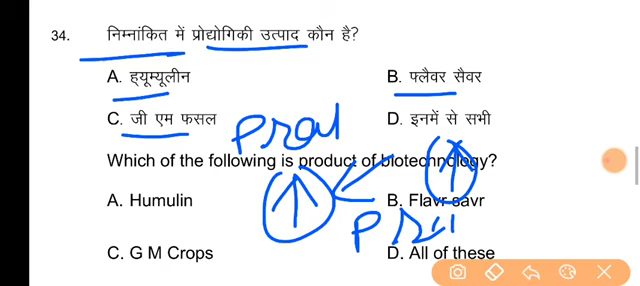 34. निम्नांकित में प्रोद्योगिकी उत्पाद कौन है?
A. ह्यूम्यूलीन B. फ्लैवर सैवर
C. जी एम फसल D. इनमें से सभी
Which of the following is product of biotechnology?
A. Humulin B. Flavr savr
C. G M Crops D. All of these